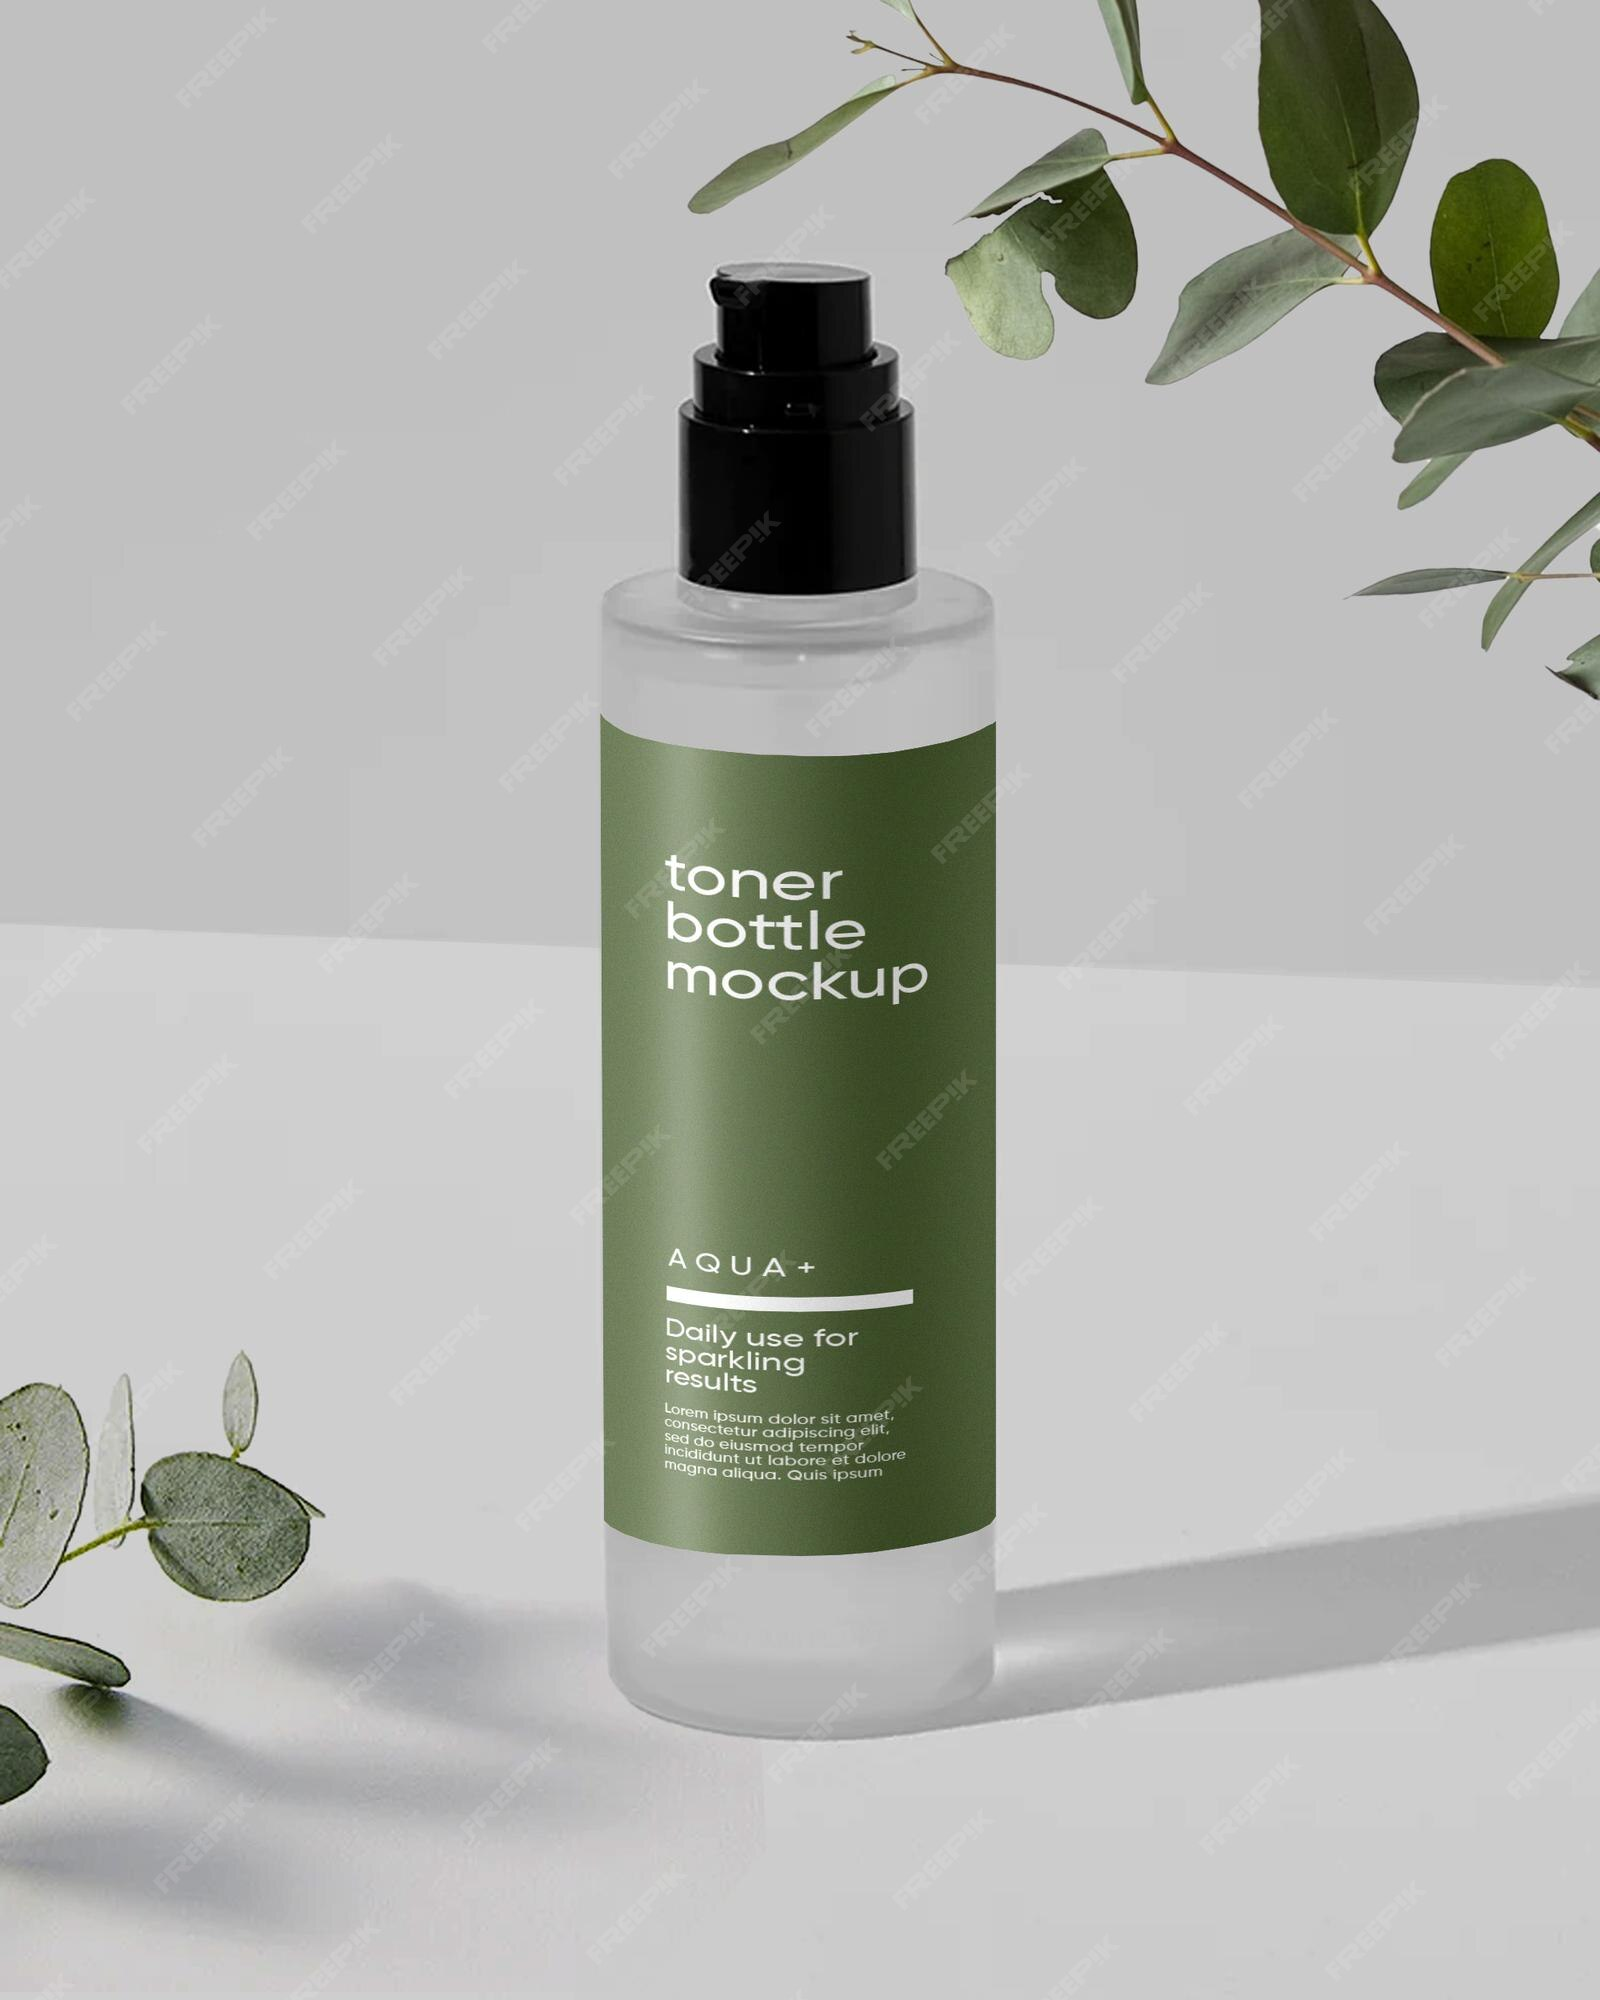 toner
bottle
mockup
AQUA+
Daily use for
sparkling
results
Lorem ipsum dolor sit amet,
consectetur adipiscing elit,
sed do eiusmod tempor
incididunt ut labore et dolore
magna aliqua. Quis ipsum
FREEPIK